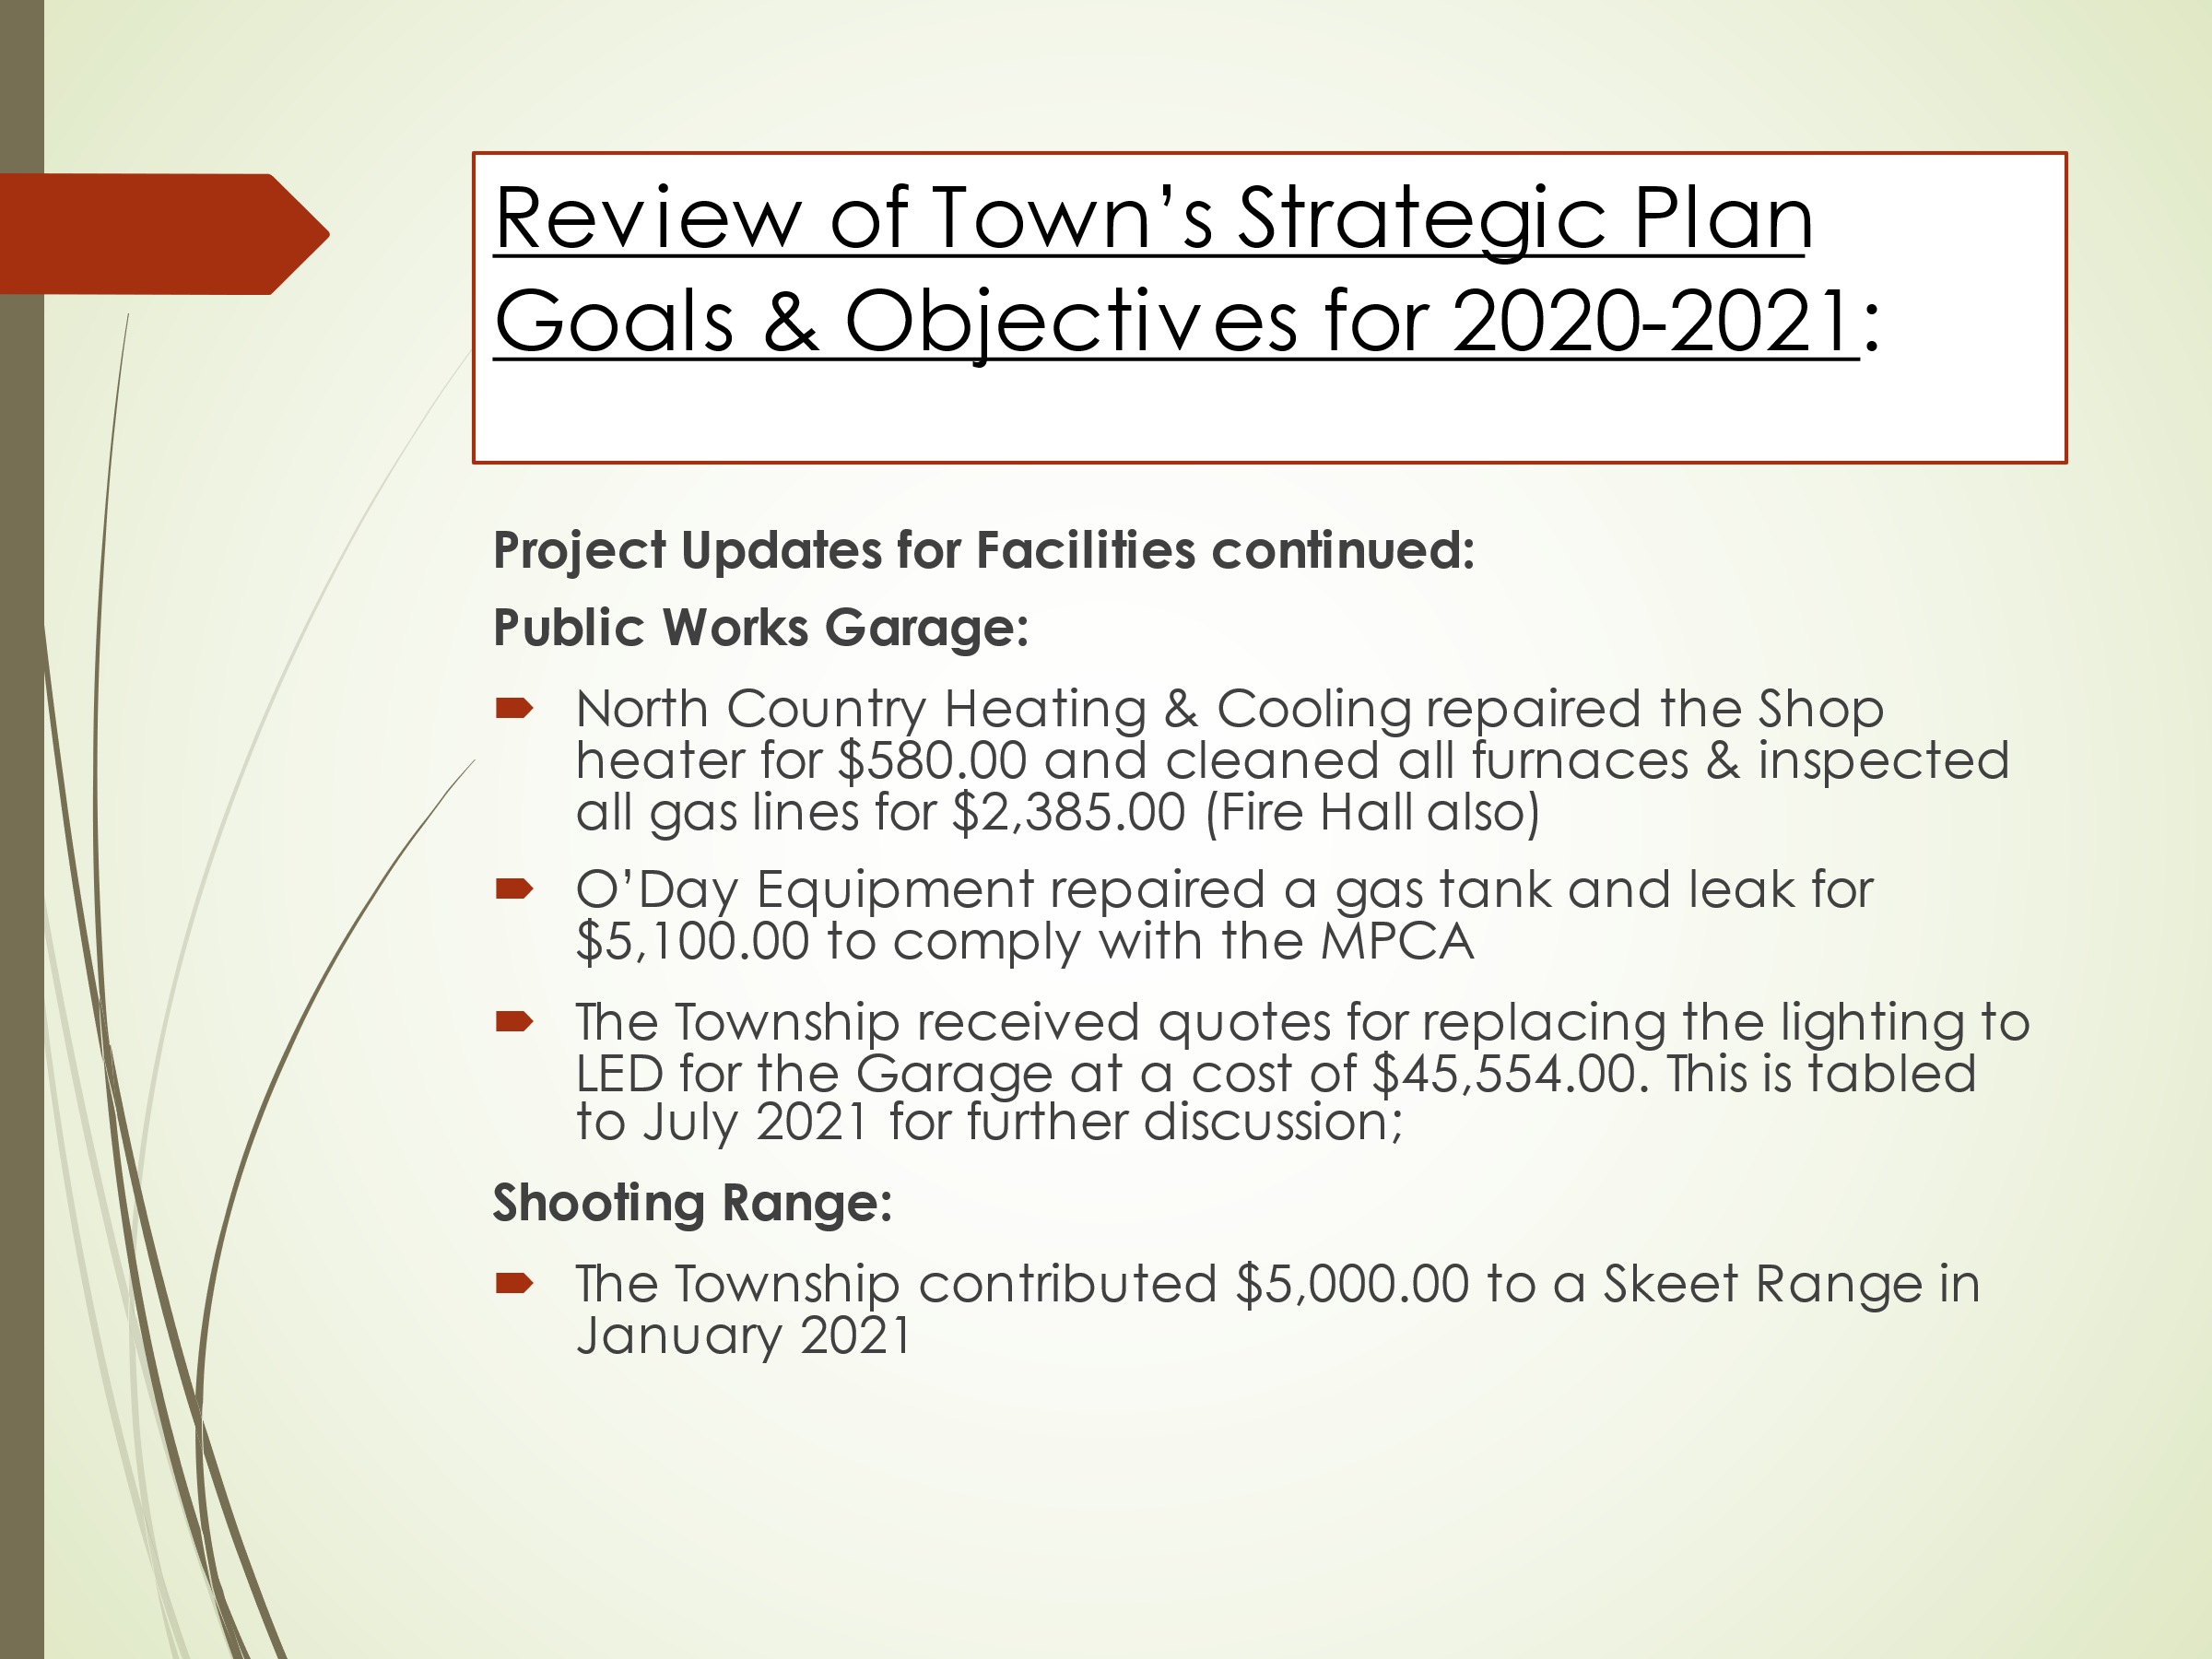 Review of Town’s Strategic Plan
Goals & Objectives for 2020-2021:
Project Updates for Facilities continued:
Public Works Garage:
North Country Heating & Cooling repaired the Shop
heater for $580.00 and cleaned all furnaces & inspected
all gas lines for $2,385.00 (Fire Hall also)
O’Day Equipment repaired a gas tank and leak for
$5,100.00 to comply with the MPCA
The Township received quotes for replacing the lighting to
LED for the Garage at a cost of $45,554.00. This is tabled
to July 2021 for further discussion;
Shooting Range:
The Township contributed $5,000.00 to a Skeet Range in
January 2021